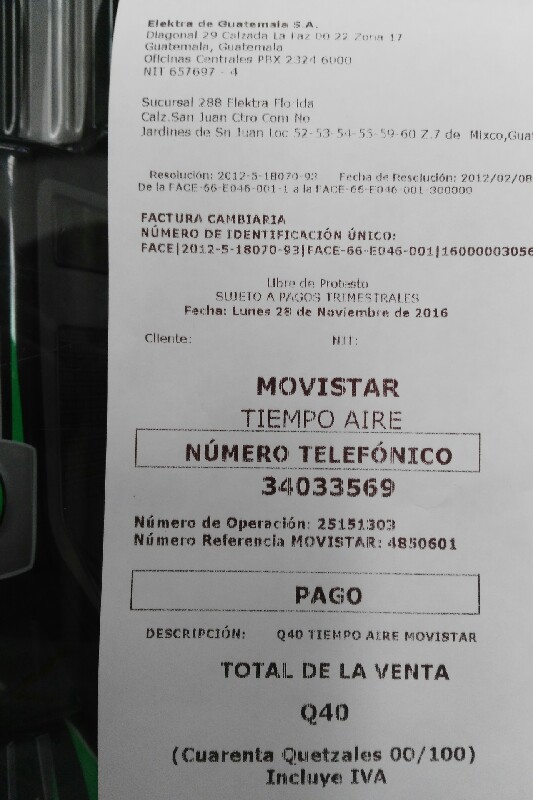 Elektra de Guatemala S.A.
Diagonal 29 Calzada La Paz 00 22 Zona 17
Guatemala, Guatemala
Oficinas Centrales PBX 2324 6000
NIT 657697 - 4
Sucursal 288 Elektra Flo ida
Calz.San Juan Ctro Com No
Jardines de Sn Juan Loc 52-53-54-55-59-60 Z.7 de Mixco,Gua
Resolución: 2012-5-18070-93 Fecha de Resolución: 2012/02/08
De la FACE-66-E046-001-1 a la FACE-66-E046-001-300000
FACTURA CAMBIARIA
NÚMERO DE IDENTIFICACIÓN ÚNICO:
FACE|2012-5-18070-93|FACE-66-E046-001|16000003056
Libre de Protesto
SUJETO A PAGOS TRIMESTRALES
Fecha: Lunes 28 de Noviembre de 2016
Cliente: NIT:
MOVISTAR
TIEMPO AIRE
NÚMERO TELEFÓNICO
34033569
Número de Operación: 25151303
Número Referencia MOVISTAR: 4850601
PAGO
DESCRIPCIÓN: Q40 TIEMPO AIRE MOVISTAR
TOTAL DE LA VENTA
Q40
(Cuarenta Quetzales 00/100)
Incluye IVA